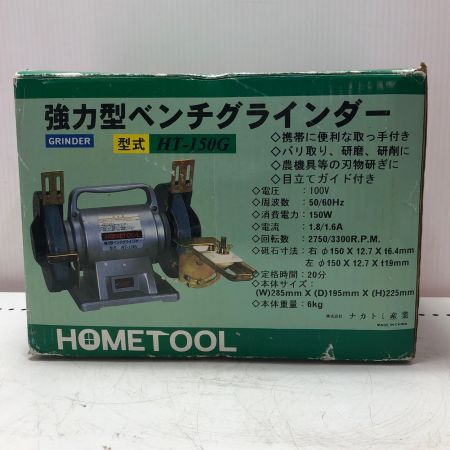 強力型ベンチグラインダー
GRINDER
型式 HT-150G
◇携帯に便利な取っ手付き
◇バリ取り、研磨、研削に
◇農機具等の刃物研ぎに
◇目立てガイド付き
◇電圧： 100V
◇周波数： 50/60Hz
◇消費電力：150W
◇電流： 1.8/1.6A
◇回転数： 2750/3300R.P.M.
◇砥石寸法：右 φ150 X 12.7 X t6.4mm
左 φ150 X 12.7 X t19mm
◇定格時間：20分
◇本体サイズ：
(W)285mm X (D)195mm X (H)225mm
◇本体重量：6kg
HOMETOOL
HOMETOOL
株式会社 ナカトミ産業
MADE IN CHINA